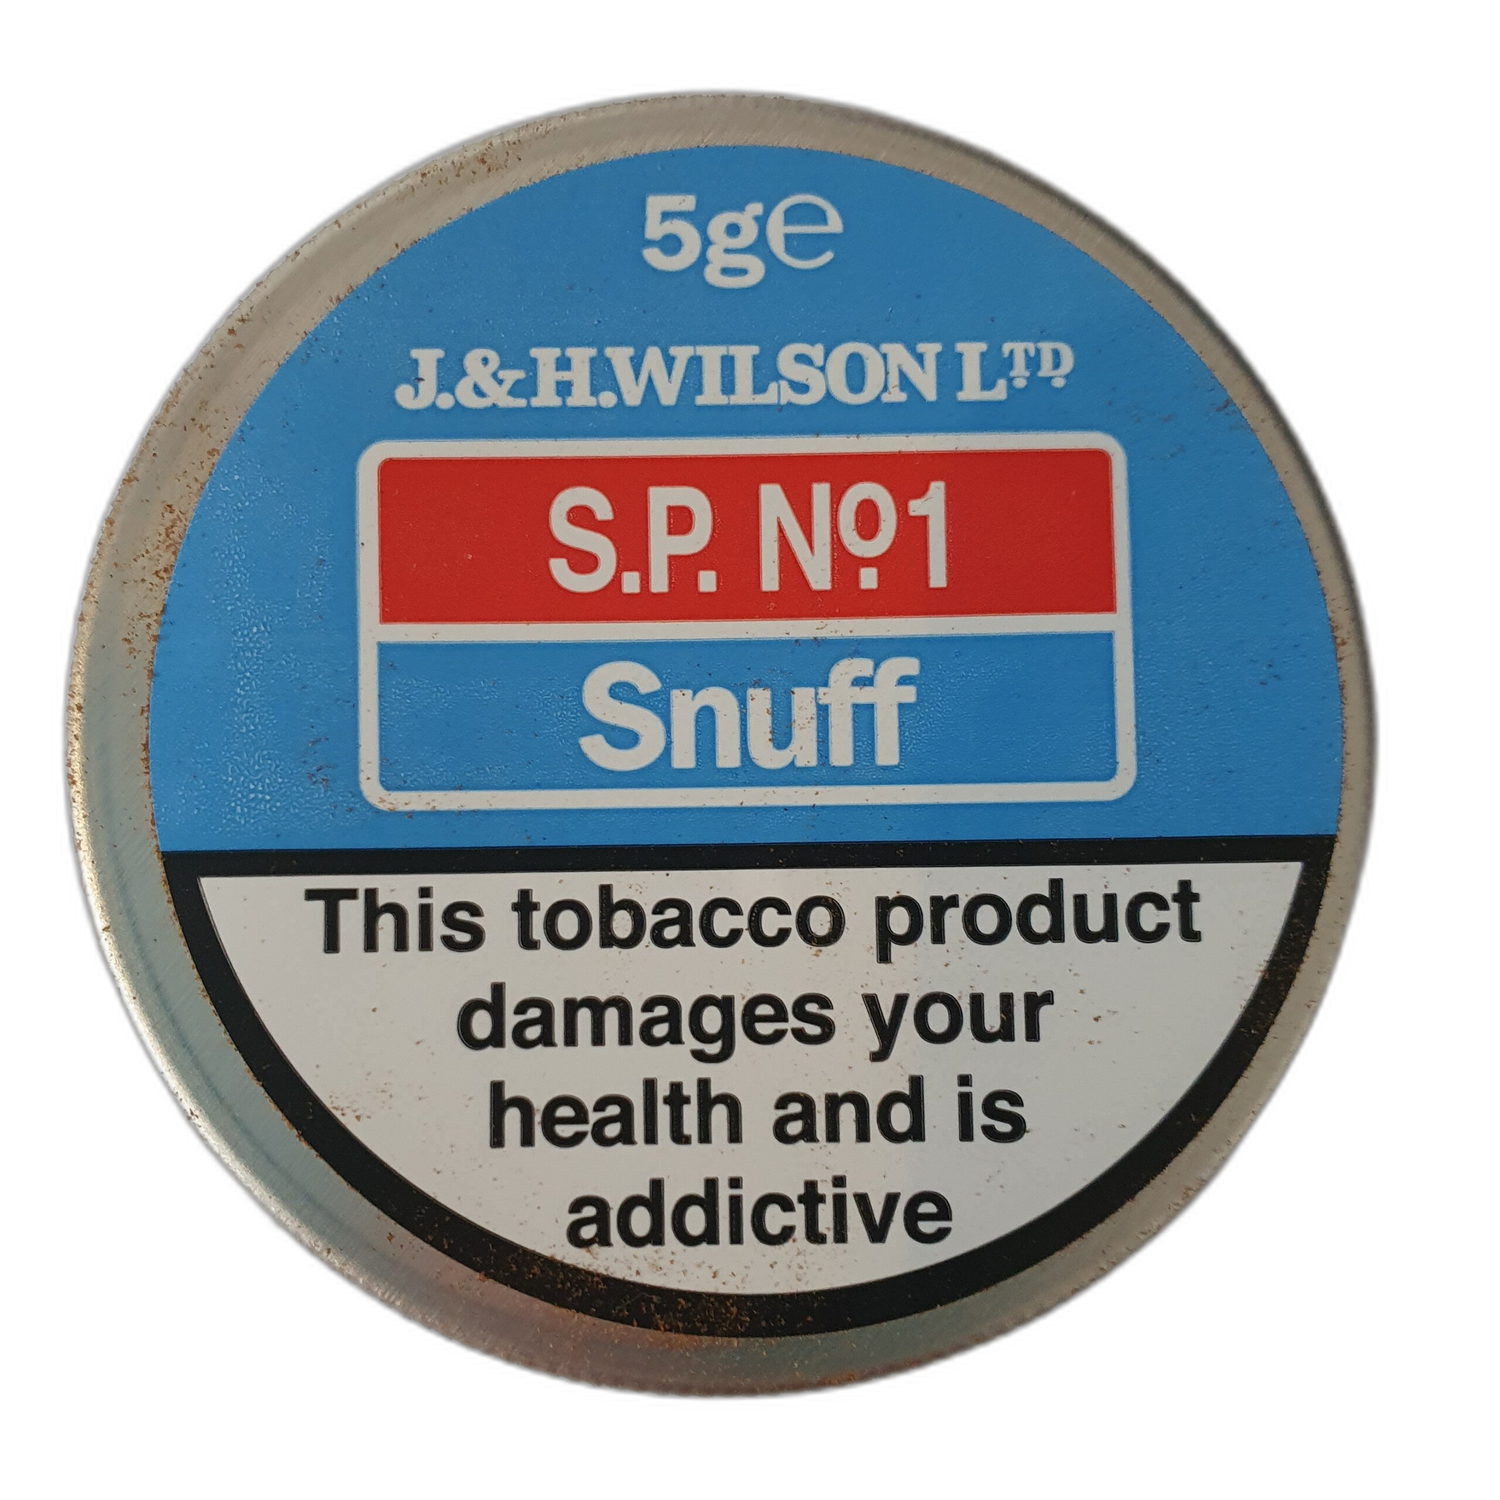 5g℮
J.&H.WILSON LTD
S.P. Nº1
Snuff
This tobacco product
damages your
health and is
addictive